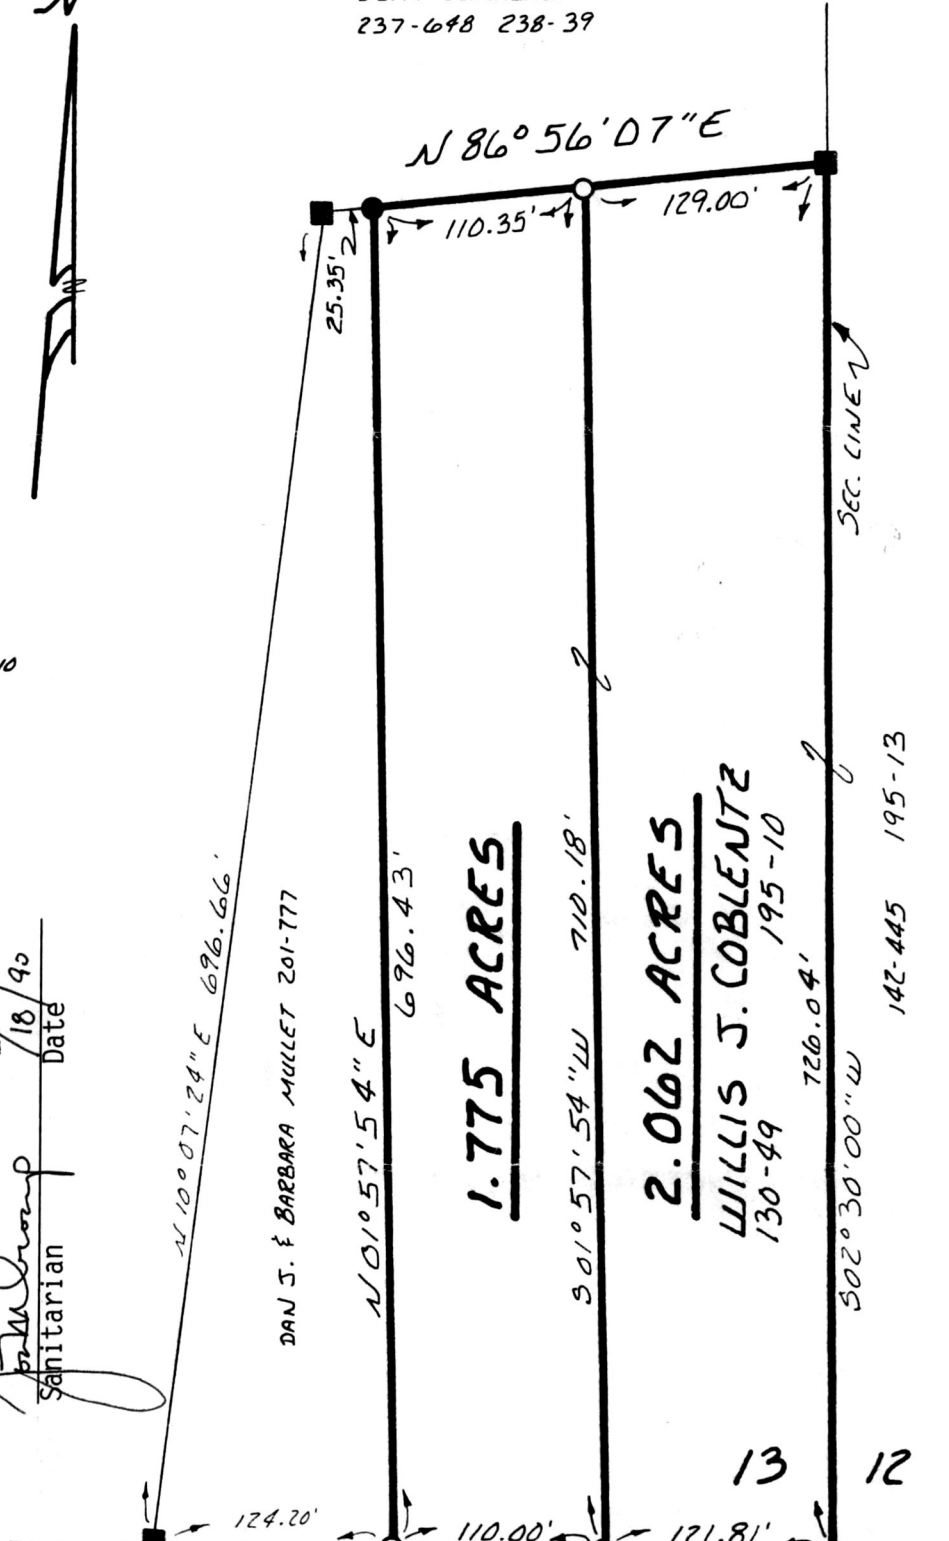 N
237-648 238-39
N 86° 56' 07" E
110.35'
129.00'
25.35'
SEC. LINE
N 10° 07' 24" E 696.66'
DAN J. & BARBARA MULLET 201-777
N 01° 57' 54" E 696.43'
1.775 ACRES
S 01° 57' 54" W 710.18'
2.062 ACRES
WILLIS J. COBLENTZ
130-49 195-10
S 02° 30' 00" W 726.04'
142-445 195-13
/18/90
Sanitarian Date
13 12
124.20'
110.00'
121.81'